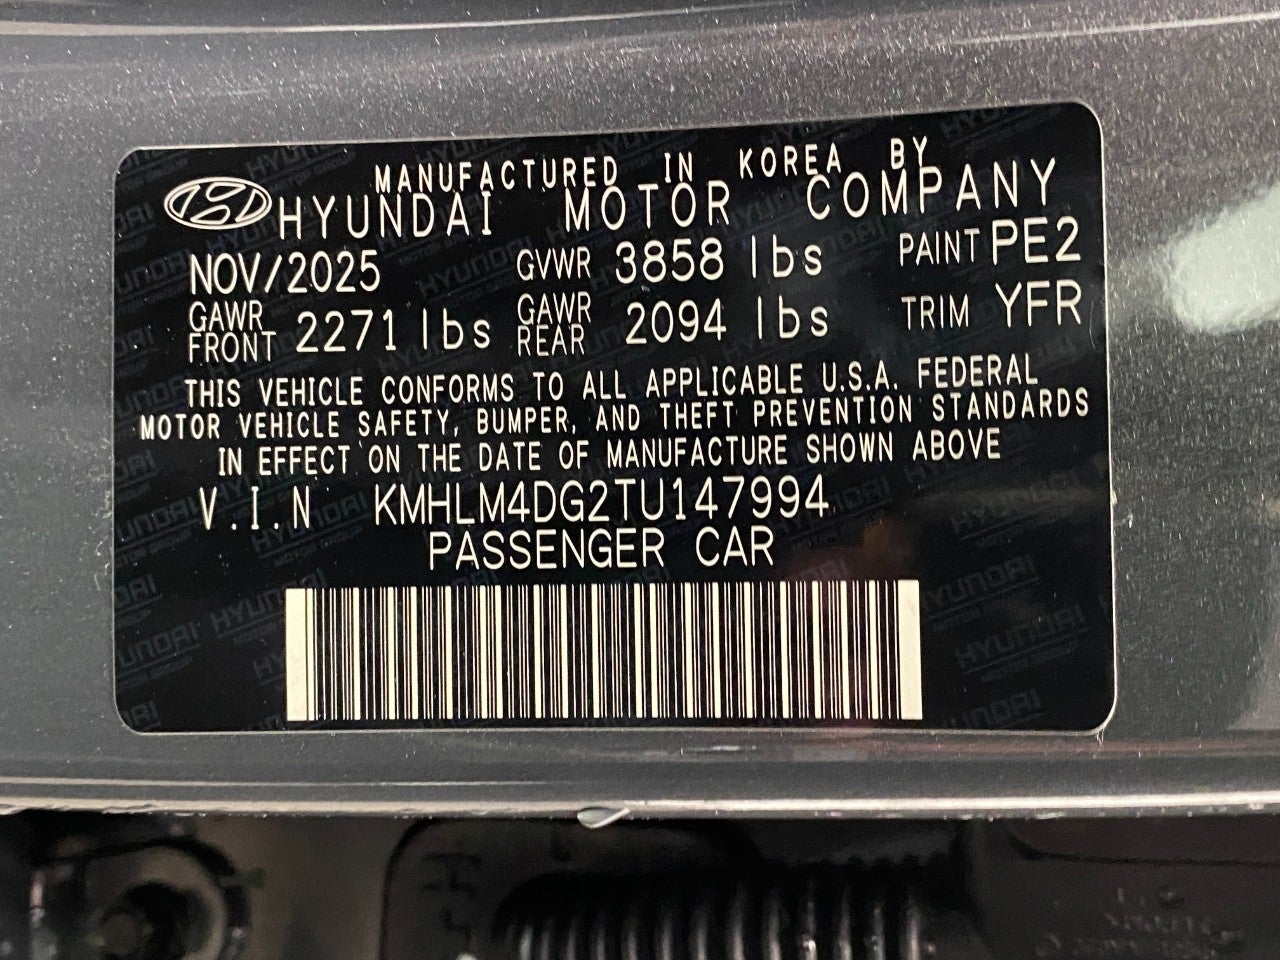 MANUFACTURED IN KOREA BY
HYUNDAI MOTOR COMPANY
NOV/2025 GVWR 3858 lbs PAINT PE2
GAWR FRONT 2271 lbs GAWR REAR 2094 lbs TRIM YFR
THIS VEHICLE CONFORMS TO ALL APPLICABLE U.S.A. FEDERAL
MOTOR VEHICLE SAFETY, BUMPER, AND THEFT PREVENTION STANDARDS
IN EFFECT ON THE DATE OF MANUFACTURE SHOWN ABOVE
V.I.N KMHLM4DG2TU147994
PASSENGER CAR